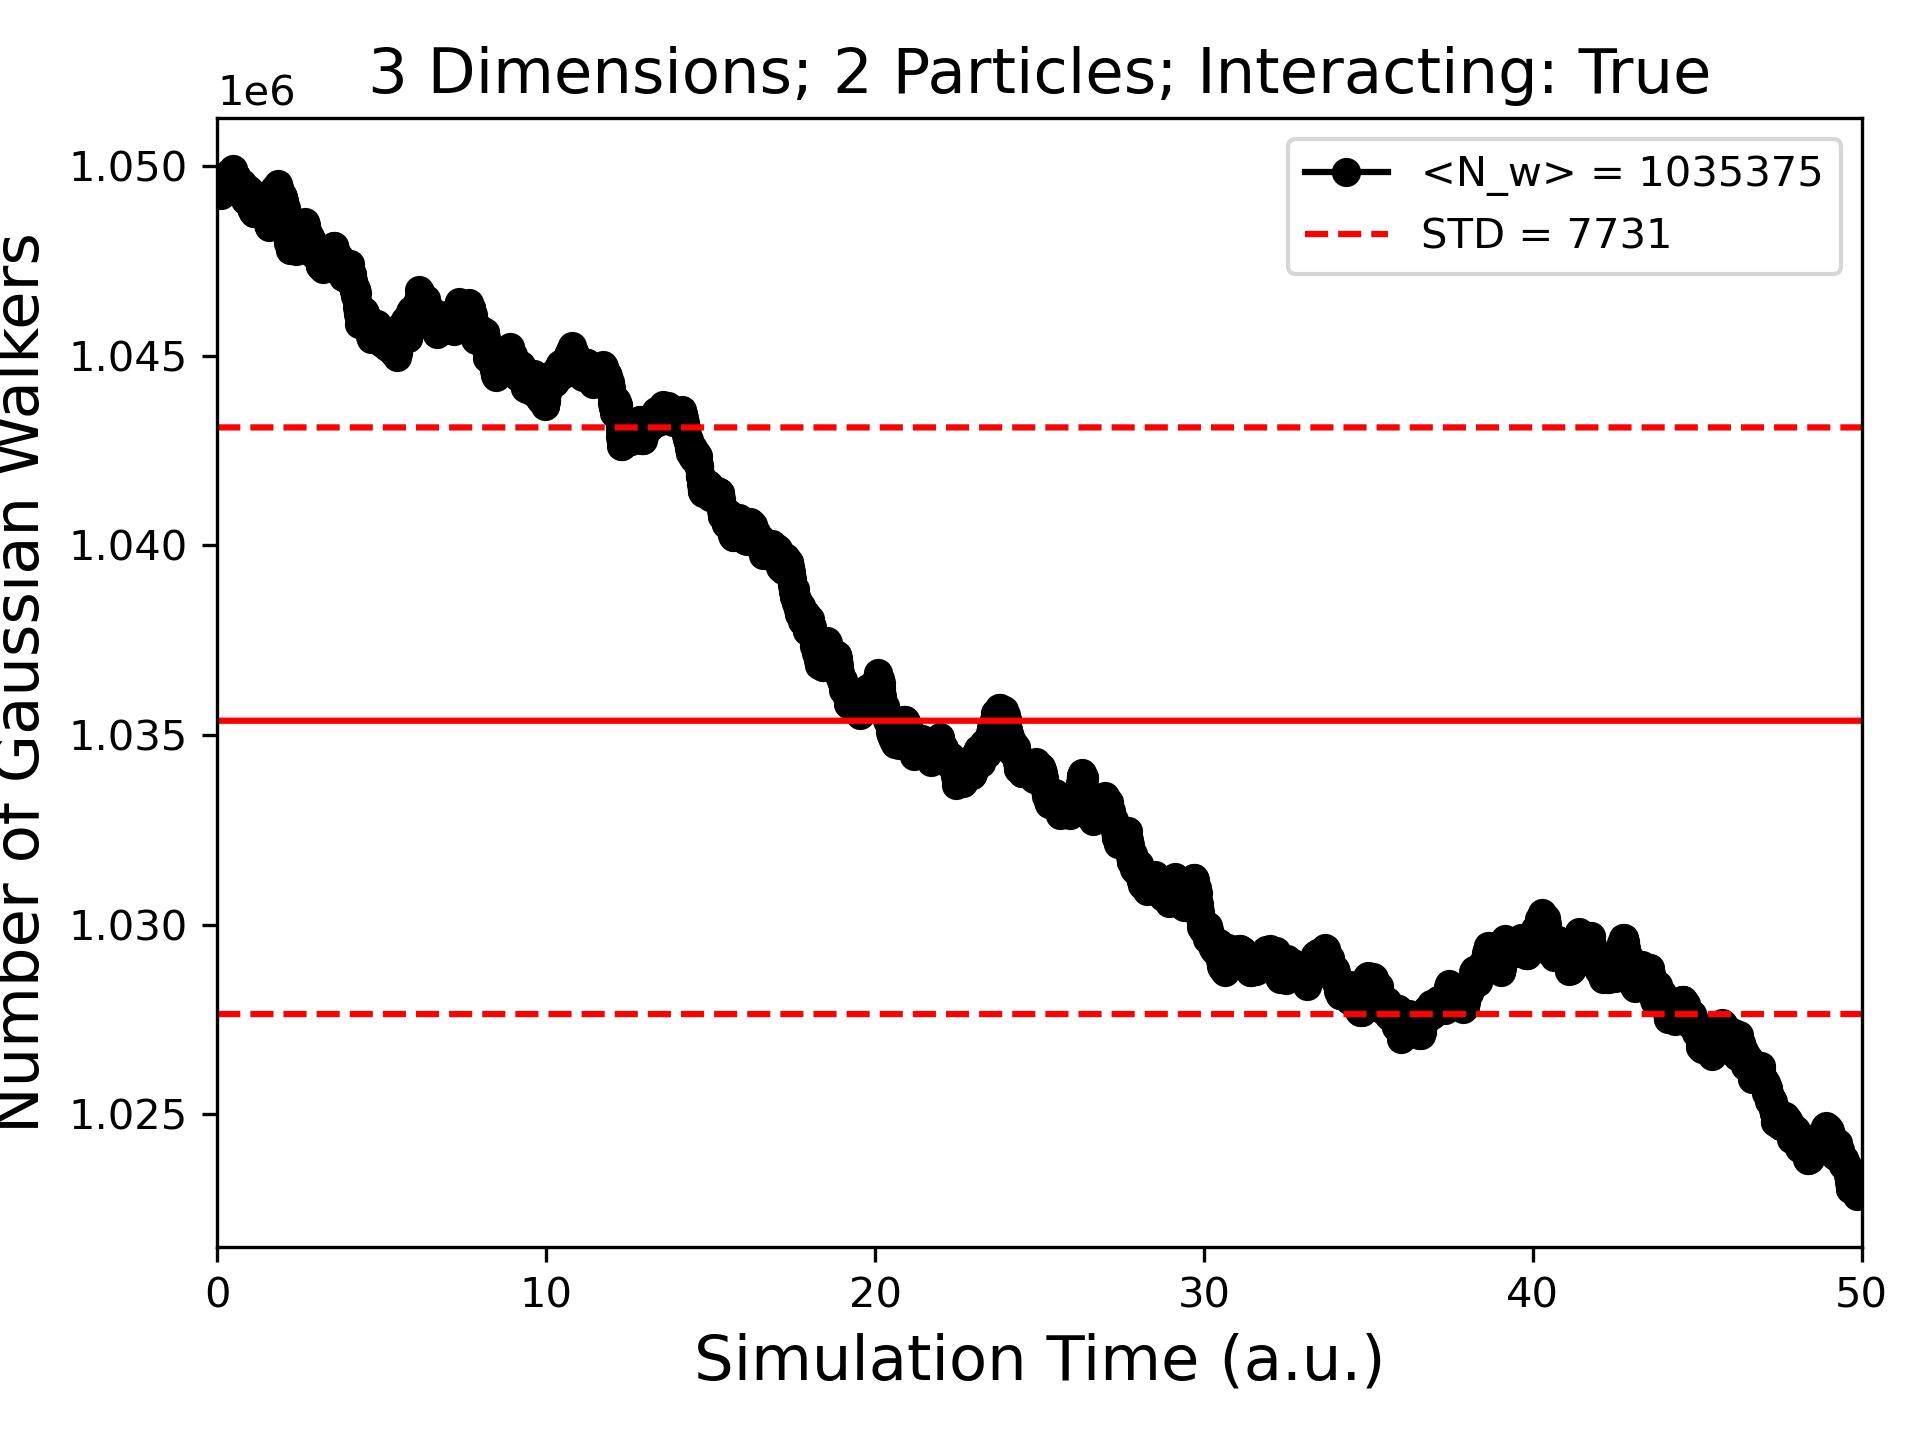 3 Dimensions; 2 Particles; Interacting: True
1e6
<N_w> = 1035375
STD = 7731
Number of Gaussian Walkers
1.050
1.045
1.040
1.035
1.030
1.025
0
10
20
30
40
50
Simulation Time (a.u.)